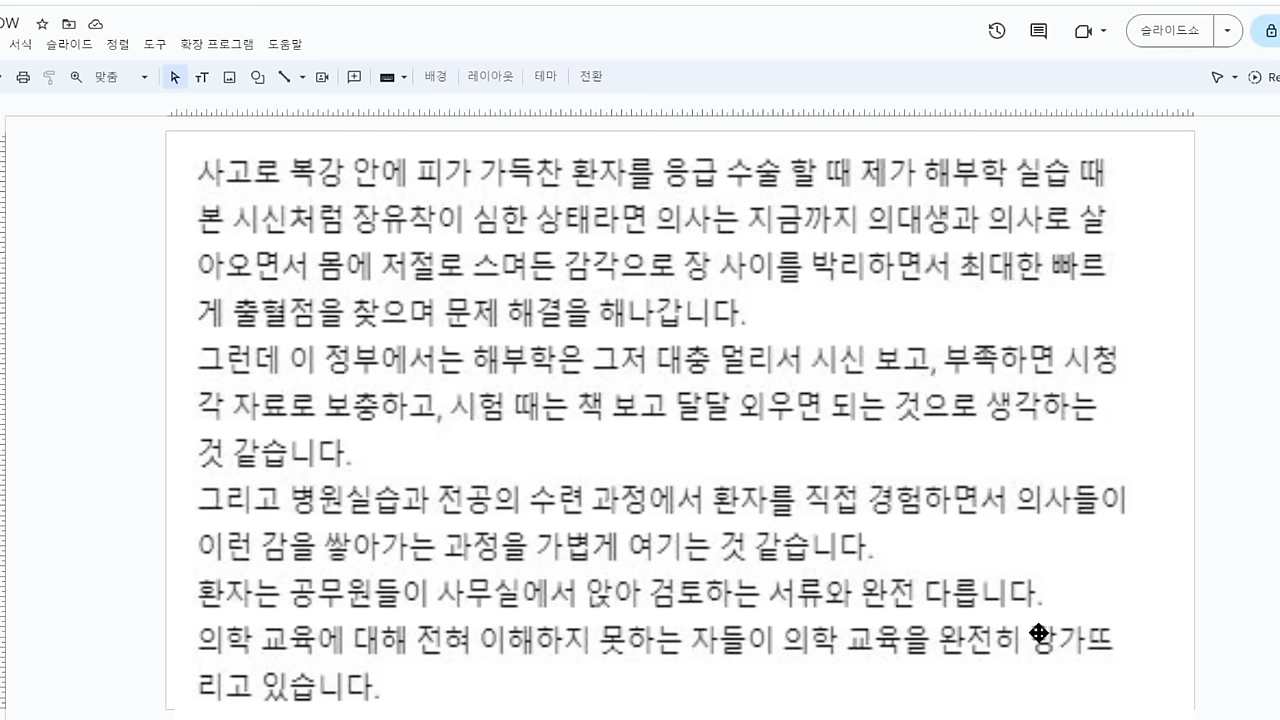 OW
서식 슬라이드 정렬 도구 확장 프로그램 도움말
슬라이드쇼
맞춤 배경 레이아웃 테마 전환 Re
사고로 복강 안에 피가 가득찬 환자를 응급 수술 할 때 제가 해부학 실습 때
본 시신처럼 장유착이 심한 상태라면 의사는 지금까지 의대생과 의사로 살
아오면서 몸에 저절로 스며든 감각으로 장 사이를 박리하면서 최대한 빠르
게 출혈점을 찾으며 문제 해결을 해나갑니다.
그런데 이 정부에서는 해부학은 그저 대충 멀리서 시신 보고, 부족하면 시청
각 자료로 보충하고, 시험 때는 책 보고 달달 외우면 되는 것으로 생각하는
것 같습니다.
그리고 병원실습과 전공의 수련 과정에서 환자를 직접 경험하면서 의사들이
이런 감을 쌓아가는 과정을 가볍게 여기는 것 같습니다.
환자는 공무원들이 사무실에서 앉아 검토하는 서류와 완전 다릅니다.
의학 교육에 대해 전혀 이해하지 못하는 자들이 의학 교육을 완전히 망가뜨
리고 있습니다.